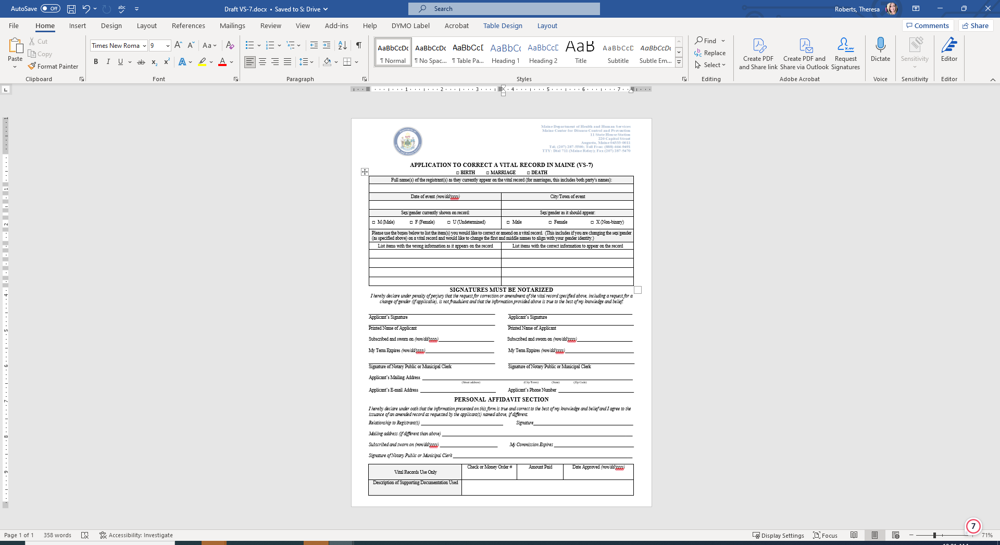 AutoSave Off abc Draft VS-7.docx • Saved to S: Drive Search Roberts, Theresa
File Home Insert Design Layout References Mailings Review View Add-ins Help DYMO Label Acrobat Table Design Layout Comments Share
Paste Cut Copy Format Painter
Times New Roma 9 Aa
B I U ab x₂ x² A A
AaBbCcDc AaBbCcDc AaBbCcD AaBbCc AaBbCcD AaB AaBbCcD AaBbCcDc
¶ Normal ¶ No Spac... ¶ Table Pa... Heading 1 Heading 2 Title Subtitle Subtle Em...
Find Replace Select
Create PDF and Share link
Create PDF and Share via Outlook
Request Signatures
Dictate
Sensitivity
Editor
Clipboard Font Paragraph Styles Editing Adobe Acrobat Voice Sensitivity Editor
1 2 3 4 5 6 7
Maine Department of Health and Human Services
Maine Center for Disease Control and Prevention
11 State House Station
220 Capitol Street
Augusta, Maine 04333-0011
Tel; (207) 287-5500; Toll Free: (888) 664-9491
TTY: Dial 711 (Maine Relay); Fax (207) 287-5470
APPLICATION TO CORRECT A VITAL RECORD IN MAINE (VS-7)
□ BIRTH □ MARRIAGE □ DEATH
Full name(s) of the registrant(s) as they currently appear on the vital record (for marriages, this includes both party's names):
Date of event (mm/dd/yyyy) City/Town of event
Sex/gender currently shown on record: Sex/gender as it should appear:
□ M (Male) □ F (Female) □ U (Undetermined) □ Male □ Female □ X (Non-binary)
Please use the boxes below to list the item(s) you would like to correct or amend on a vital record. (This includes if you are changing the sex/gender
(as specified above) on a vital record and would like to change the first and middle names to align with your gender identity.)
List items with the wrong information as it appears on the record List items with the correct information to appear on the record
SIGNATURES MUST BE NOTARIZED
I hereby declare under penalty of perjury that the request for correction or amendment of the vital record specified above, including a request for a
change of gender (if applicable), is not fraudulent and that the information provided above is true to the best of my knowledge and belief.
Applicant's Signature Applicant's Signature
Printed Name of Applicant Printed Name of Applicant
Subscribed and sworn on (mm/dd/yyyy) Subscribed and sworn on (mm/dd/yyyy)
My Term Expires (mm/dd/yyyy) My Term Expires (mm/dd/yyyy)
Signature of Notary Public or Municipal Clerk Signature of Notary Public or Municipal Clerk
Applicant's Mailing Address
(Street address) (City/Town) (State) (Zip Code)
Applicant's E-mail Address Applicant's Phone Number
PERSONAL AFFIDAVIT SECTION
I hereby declare under oath that the information presented on this form is true and correct to the best of my knowledge and belief and I agree to the
issuance of an amended record as requested by the applicant(s) named above, if different.
Relationship to Registrant(s) Signature
Mailing address (if different than above)
Subscribed and sworn on (mm/dd/yyyy) My Commission Expires
Signature of Notary Public or Municipal Clerk
Vital Records Use Only Check or Money Order # Amount Paid Date Approved (mm/dd/yyyy)
Description of Supporting Documentation Used
Page 1 of 1 358 words Accessibility: Investigate Display Settings Focus 71%
7